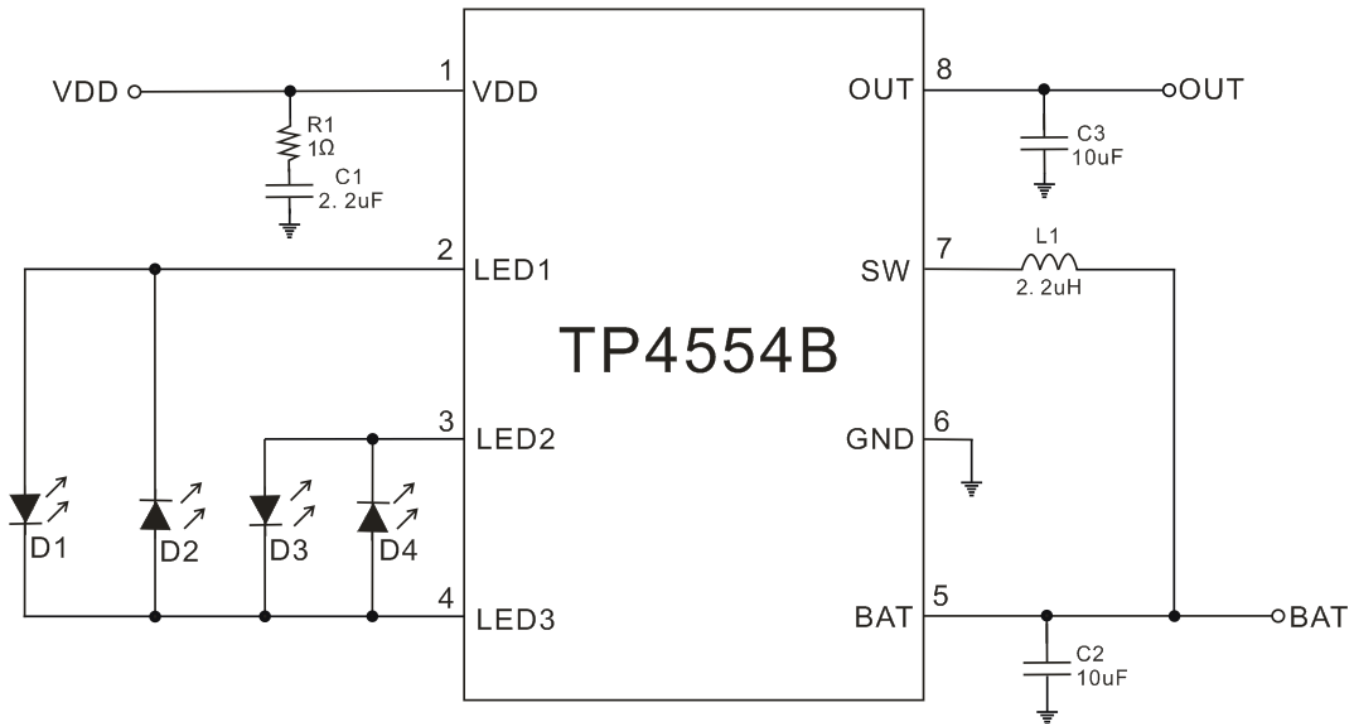 1
8
VDD
VDD
OUT
OUT
R1
1Ω
C3
10uF
C1
2. 2uF
2
7
L1
LED1
SW
2. 2uH
TP4554B
3
6
LED2
GND
D1
D2
D3
D4
4
5
LED3
BAT
BAT
C2
10uF